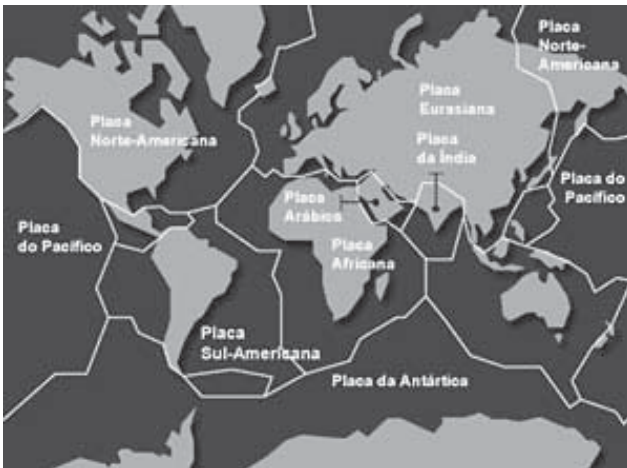 Placa
Norte-
Americana
Placa
Eurasiana
Placa
Norte-Americana
Placa
da Índia
Placa do
Pacífico
Placa
Arábica
Placa
do Pacífico
Placa
Africana
Placa
Sul-Americana
Placa da Antártica